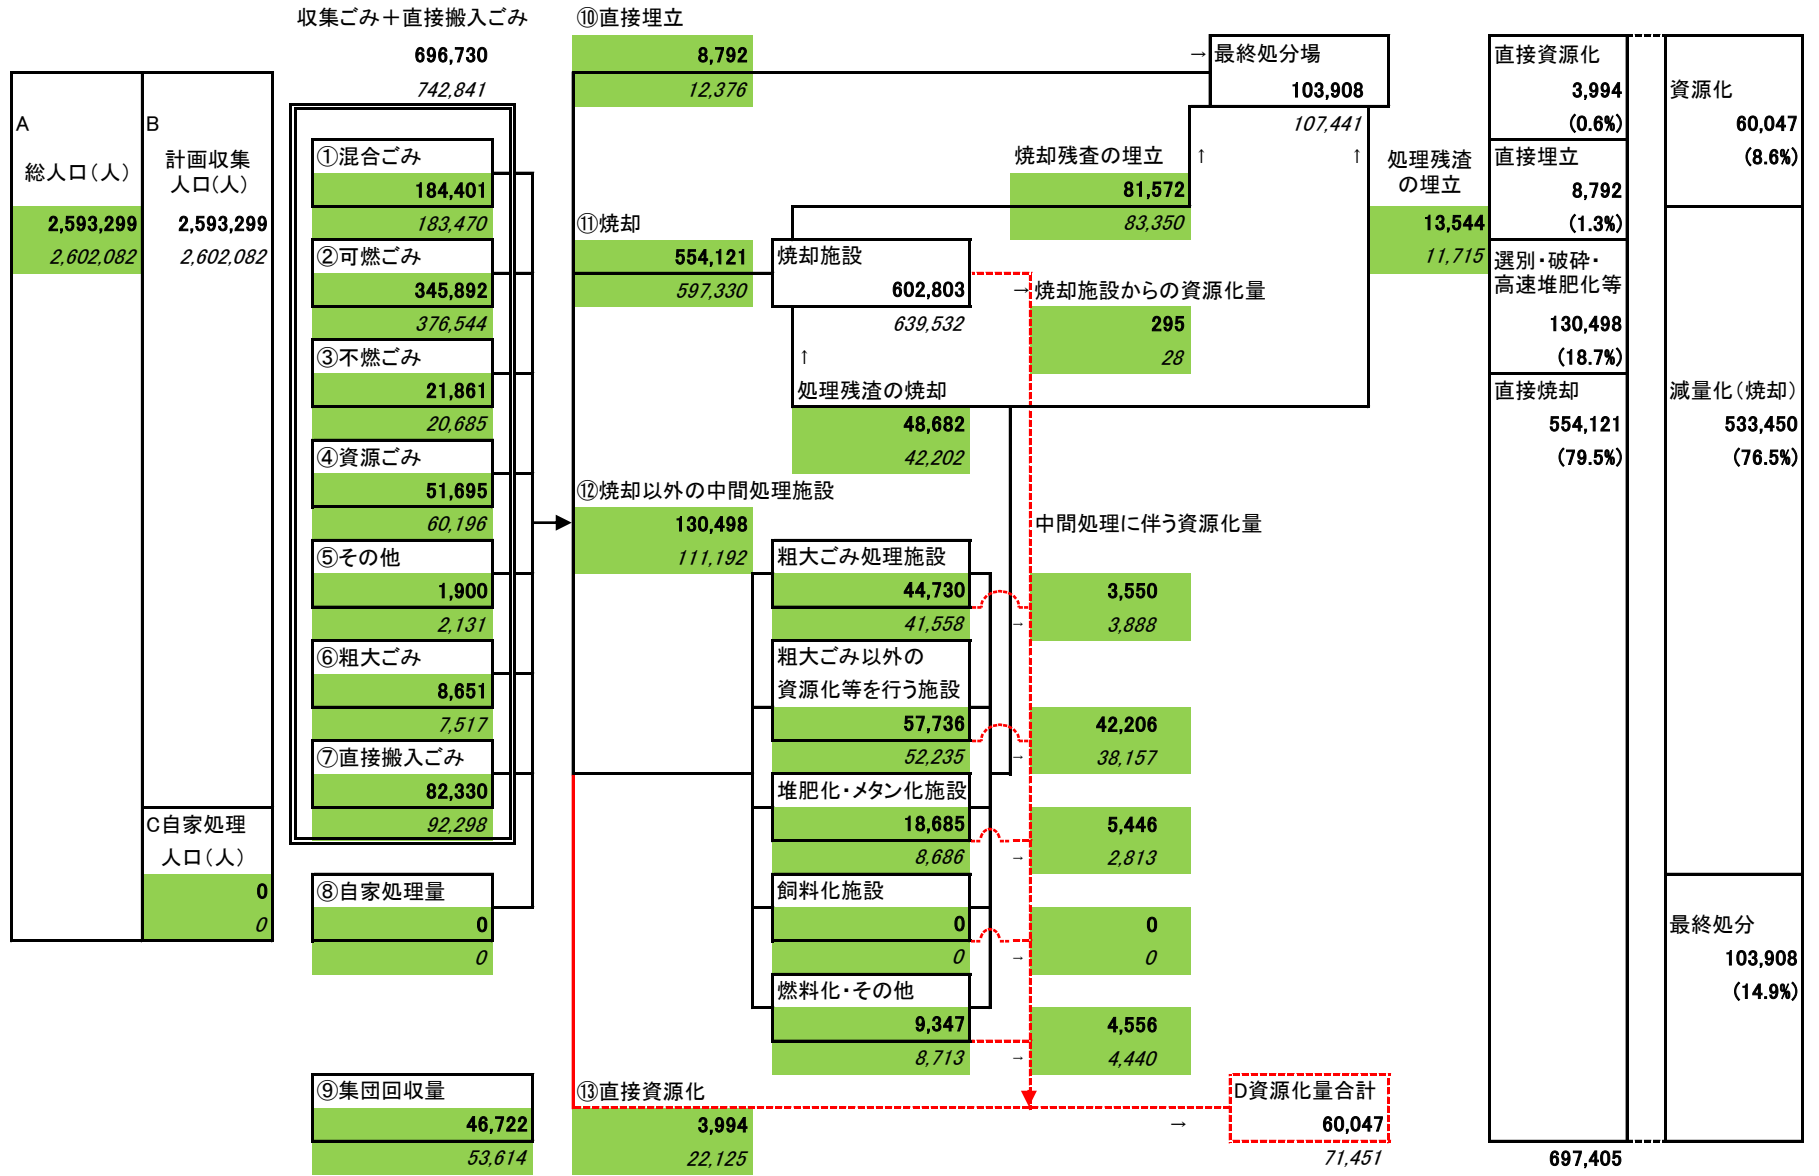 収集ごみ＋直接搬入ごみ
696,730
742,841
A
総人口(人)
2,593,299
2,602,082
B
計画収集
人口(人)
2,593,299
2,602,082
C自家処理
人口(人)
0
0
①混合ごみ
184,401
183,470
②可燃ごみ
345,892
376,544
③不燃ごみ
21,861
20,685
④資源ごみ
51,695
60,196
⑤その他
1,900
2,131
⑥粗大ごみ
8,651
7,517
⑦直接搬入ごみ
82,330
92,298
⑧自家処理量
0
0
⑨集団回収量
46,722
53,614
⑩直接埋立
8,792
12,376
⑪焼却
554,121
597,330
⑫焼却以外の中間処理施設
130,498
111,192
⑬直接資源化
3,994
22,125
焼却施設
602,803
639,532
↑
処理残渣の焼却
48,682
42,202
粗大ごみ処理施設
44,730
41,558
粗大ごみ以外の
資源化等を行う施設
57,736
52,235
堆肥化・メタン化施設
18,685
8,686
飼料化施設
0
0
燃料化・その他
9,347
8,713
焼却残査の埋立
81,572
83,350
→焼却施設からの資源化量
295
28
中間処理に伴う資源化量
3,550
→ 3,888
42,206
→ 38,157
5,446
→ 2,813
0
→ 0
4,556
→ 4,440
→最終処分場
103,908
107,441
↑ ↑
処理残渣
の埋立
13,544
11,715
D資源化量合計
→ 60,047
71,451
直接資源化
3,994
(0.6%)
直接埋立
8,792
(1.3%)
選別・破砕・
高速堆肥化等
130,498
(18.7%)
直接焼却
554,121
(79.5%)
697,405
資源化
60,047
(8.6%)
減量化(焼却)
533,450
(76.5%)
最終処分
103,908
(14.9%)